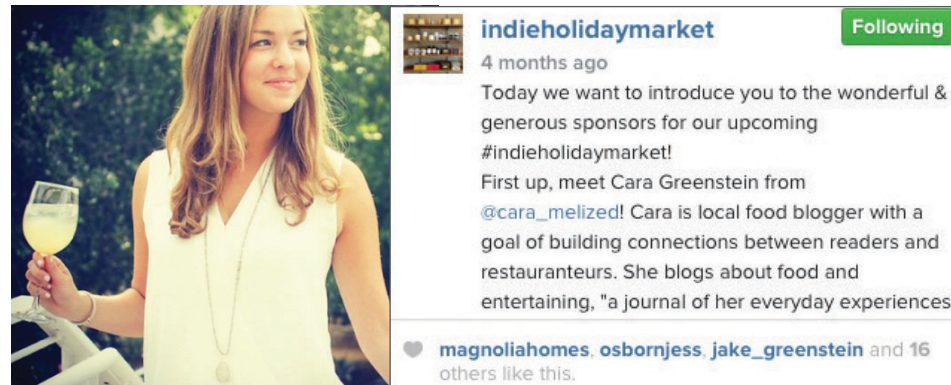 indieholidaymarket
Following
4 months ago
Today we want to introduce you to the wonderful &
generous sponsors for our upcoming
#indieholidaymarket!
First up, meet Cara Greenstein from
@cara_melized! Cara is local food blogger with a
goal of building connections between readers and
restauranteurs. She blogs about food and
entertaining, "a journal of her everyday experiences
magnoliahomes, osbornjess, jake_greenstein and 16
others like this.